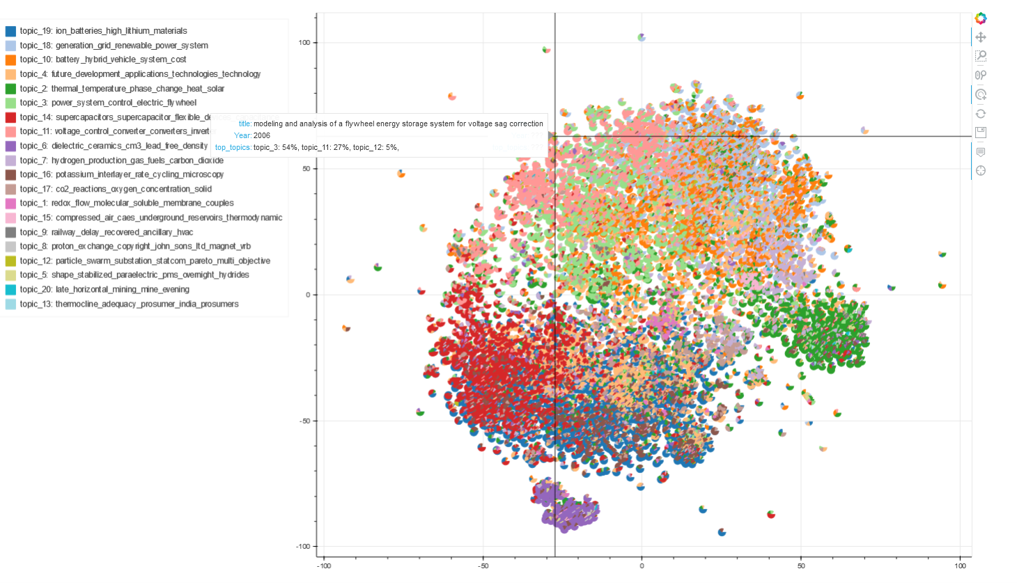 topic_19: ion_batteries_high_lithium_materials
topic_18: generation_grid_renewable_power_system
topic_10: battery_hybrid_vehicle_system_cost
topic_4: future_development_applications_technologies_technology
topic_2: thermal_temperature_phase_change_heat_solar
topic_3: power_system_control_electric_flywheel
topic_14: supercapacitors_supercapacitor_flexible_de
topic_11: voltage_control_converter_converters_invert
topic_6: dielectric_ceramics_cm3_lead_free_density
topic_7: hydrogen_production_gas_fuels_carbon_dioxide
topic_16: potassium_interlayer_rate_cycling_microscopy
topic_17: co2_reactions_oxygen_concentration_solid
topic_1: redox_flow_molecular_soluble_membrane_couples
topic_15: compressed_air_caes_underground_reservoirs_thermodynamic
topic_9: railway_delay_recovered_ancillary_hvac
topic_8: proton_exchange_copyright_john_sons_ltd_magnet_vrb
topic_12: particle_swarm_substation_statcom_pareto_multi_objective
topic_5: shape_stabilized_paraelectric_pms_overnight_hydrides
topic_20: late_horizontal_mining_mine_evening
topic_13: thermocline_adequacy_prosumer_india_prosumers
title: modeling and analysis of a flywheel energy storage system for voltage sag correction
Year: 2006
top_topics: topic_3: 54%, topic_11: 27%, topic_12: 5%,
100
50
0
-50
-100
-100
-50
0
50
100